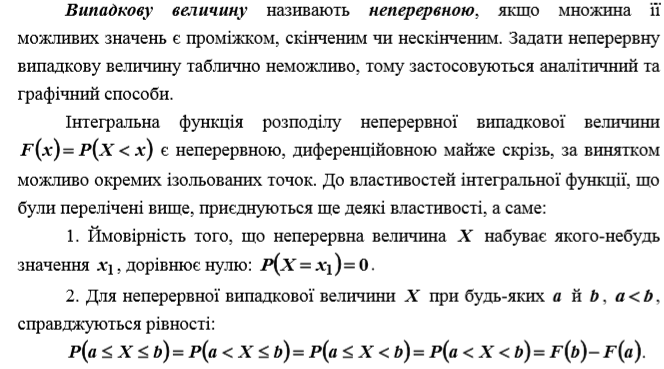 Випадкову величину називають неперервною, якщо множина її
можливих значень є проміжком, скінченим чи нескінченим. Задати неперервну
випадкову величину таблично неможливо, тому застосовуються аналітичний та
графічний способи.
Інтегральна функція розподілу неперервної випадкової величини
F(x) = P(X < x) є неперервною, диференційовною майже скрізь, за винятком
можливо окремих ізольованих точок. До властивостей інтегральної функції, що
були перелічені вище, приєднуються ще деякі властивості, а саме:
1. Ймовірність того, що неперервна величина X набуває якого-небудь
значення x₁, дорівнює нулю: P(X = x₁) = 0.
2. Для неперервної випадкової величини X при будь-яких a й b, a < b,
справджуються рівності:
P(a ≤ X ≤ b) = P(a < X ≤ b) = P(a ≤ X < b) = P(a < X < b) = F(b) − F(a).